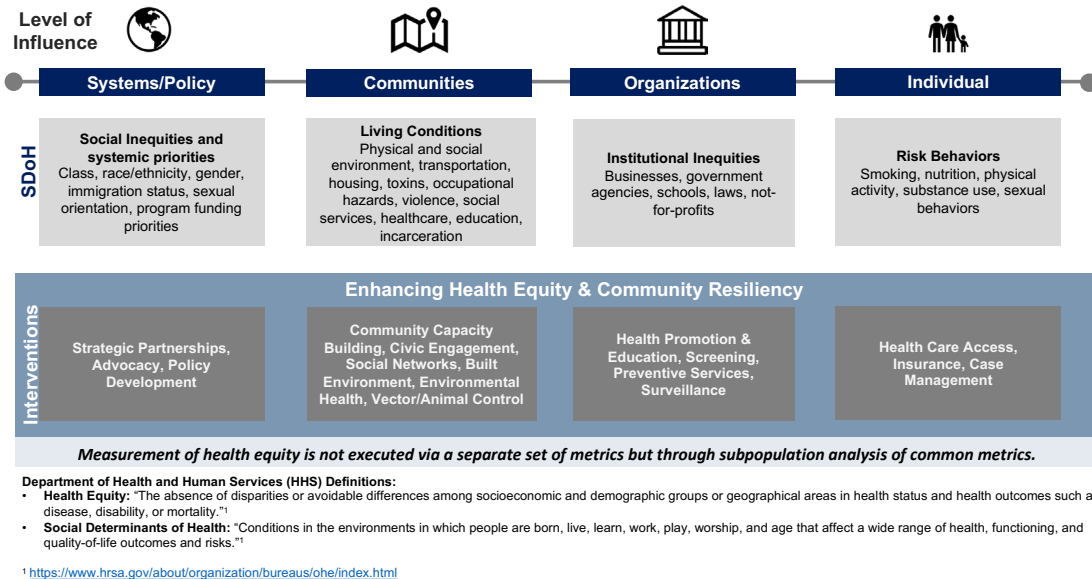 Level of
Influence
Systems/Policy
Communities
Organizations
Individual
SDoH
Social Inequities and
systemic priorities
Class, race/ethnicity, gender,
immigration status, sexual
orientation, program funding
priorities
Living Conditions
Physical and social
environment, transportation,
housing, toxins, occupational
hazards, violence, social
services, healthcare, education,
incarceration
Institutional Inequities
Businesses, government
agencies, schools, laws, not-
for-profits
Risk Behaviors
Smoking, nutrition, physical
activity, substance use, sexual
behaviors
Enhancing Health Equity & Community Resiliency
Interventions
Strategic Partnerships,
Advocacy, Policy
Development
Community Capacity
Building, Civic Engagement,
Social Networks, Built
Environment, Environmental
Health, Vector/Animal Control
Health Promotion &
Education, Screening,
Preventive Services,
Surveillance
Health Care Access,
Insurance, Case
Management
Measurement of health equity is not executed via a separate set of metrics but through subpopulation analysis of common metrics.
Department of Health and Human Services (HHS) Definitions:
• Health Equity: “The absence of disparities or avoidable differences among socioeconomic and demographic groups or geographical areas in health status and health outcomes such a
disease, disability, or mortality.”1
• Social Determinants of Health: “Conditions in the environments in which people are born, live, learn, work, play, worship, and age that affect a wide range of health, functioning, and
quality-of-life outcomes and risks.”1
1 https://www.hrsa.gov/about/organization/bureaus/ohe/index.html